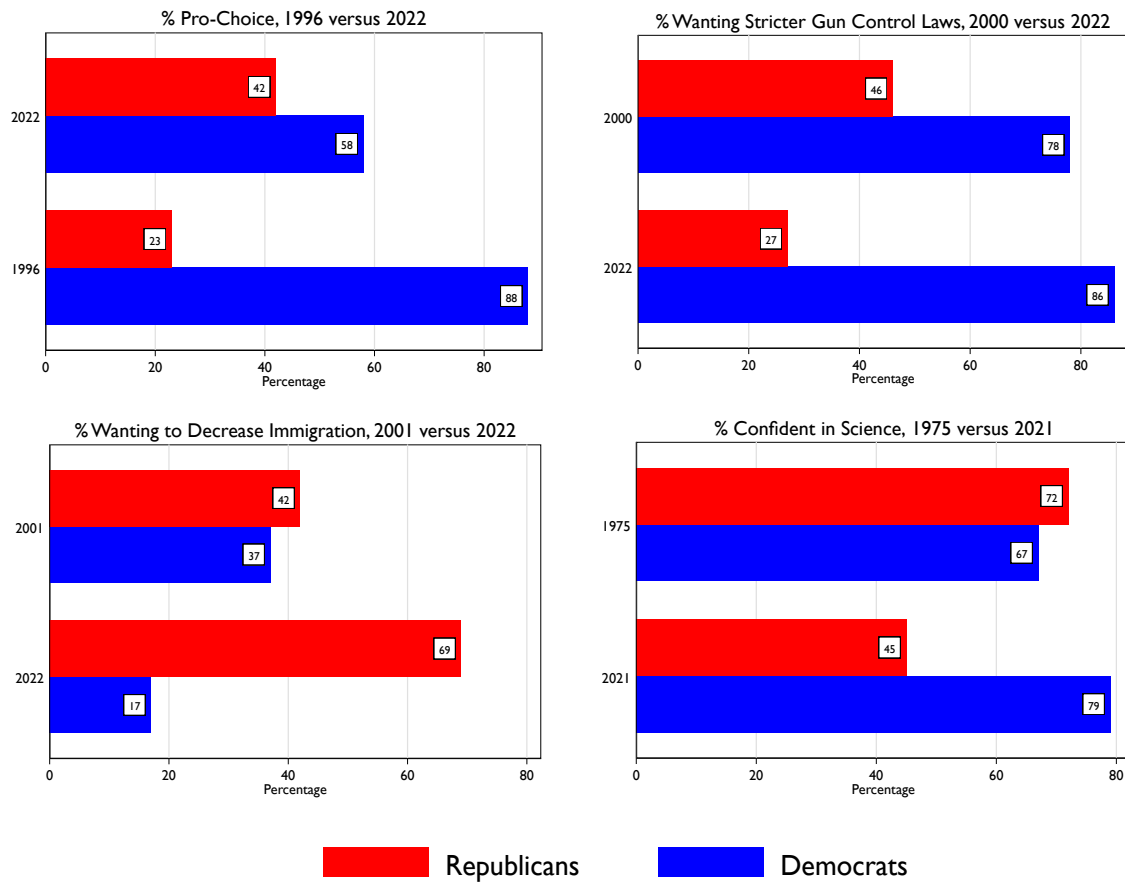 % Pro-Choice, 1996 versus 2022
2022
42
58
1996
23
88
0 20 40 60 80
Percentage
% Wanting Stricter Gun Control Laws, 2000 versus 2022
2000
46
78
2022
27
86
0 20 40 60 80
Percentage
% Wanting to Decrease Immigration, 2001 versus 2022
2001
42
37
2022
69
17
0 20 40 60 80
Percentage
% Confident in Science, 1975 versus 2021
1975
72
67
2021
45
79
0 20 40 60 80
Percentage
Republicans Democrats